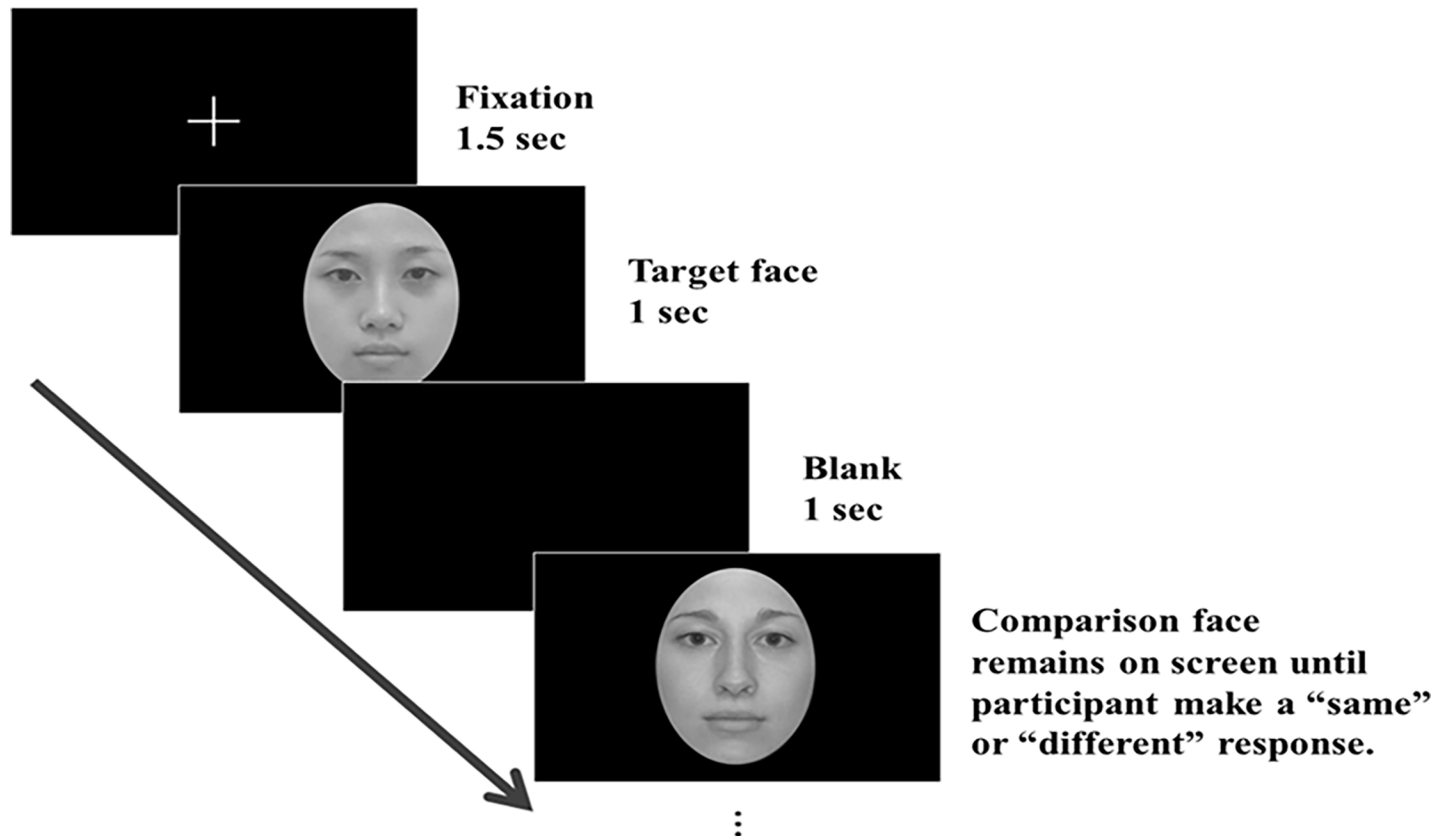 Fixation
1.5 sec
Target face
1 sec
Blank
1 sec
Comparison face
remains on screen until
participant make a “same”
or “different” response.